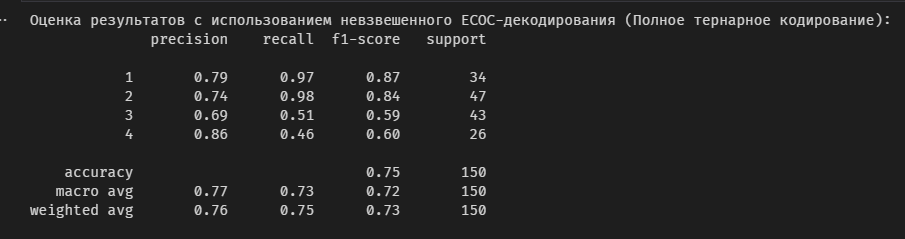 Оценка результатов с использованием невзвешенного ECOC-декодирования (Полное тернарное кодирование):
precision recall f1-score support
1 0.79 0.97 0.87 34
2 0.74 0.98 0.84 47
3 0.69 0.51 0.59 43
4 0.86 0.46 0.60 26
accuracy 0.75 150
macro avg 0.77 0.73 0.72 150
weighted avg 0.76 0.75 0.73 150